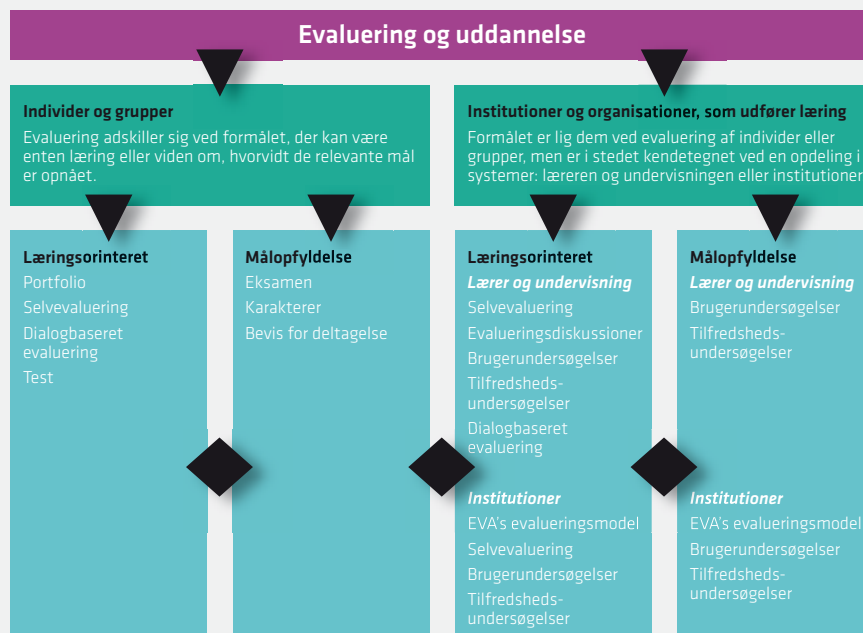 Evaluering og uddannelse
Individer og grupper
Evaluering adskiller sig ved formålet, der kan være
enten læring eller viden om, hvorvidt de relevante mål
er opnået.
Institutioner og organisationer, som udfører læring
Formålet er lig dem ved evaluering af individer eller
grupper, men er i stedet kendetegnet ved en opdeling i
systemer: læreren og undervisningen eller institutioner
Læringsorinteret
Portfolio
Selvevaluering
Dialogbaseret
evaluering
Test
Målopfyldelse
Eksamen
Karakterer
Bevis for deltagelse
Læringsorinteret
Lærer og undervisning
Selvevaluering
Evalueringsdiskussioner
Brugerundersøgelser
Tilfredsheds-
undersøgelser
Dialogbaseret
evaluering
Institutioner
EVA's evalueringsmodel
Selvevaluering
Brugerundersøgelser
Tilfredsheds-
undersøgelser
Målopfyldelse
Lærer og undervisning
Brugerundersøgelser
Tilfredsheds-
undersøgelser
Institutioner
EVA's evalueringsmodel
Brugerundersøgelser
Tilfredsheds-
undersøgelser